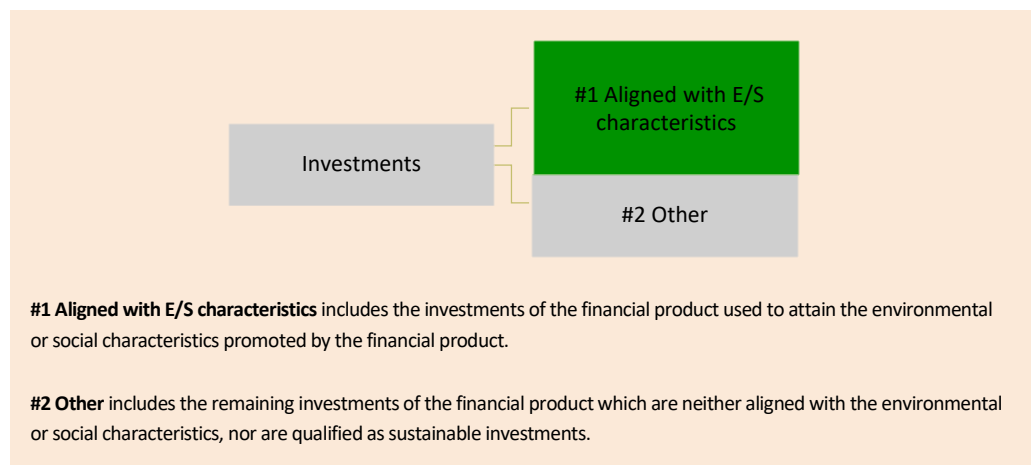 #1 Aligned with E/S
characteristics
Investments
#2 Other
#1 Aligned with E/S characteristics includes the investments of the financial product used to attain the environmental
or social characteristics promoted by the financial product.
#2 Other includes the remaining investments of the financial product which are neither aligned with the environmental
or social characteristics, nor are qualified as sustainable investments.